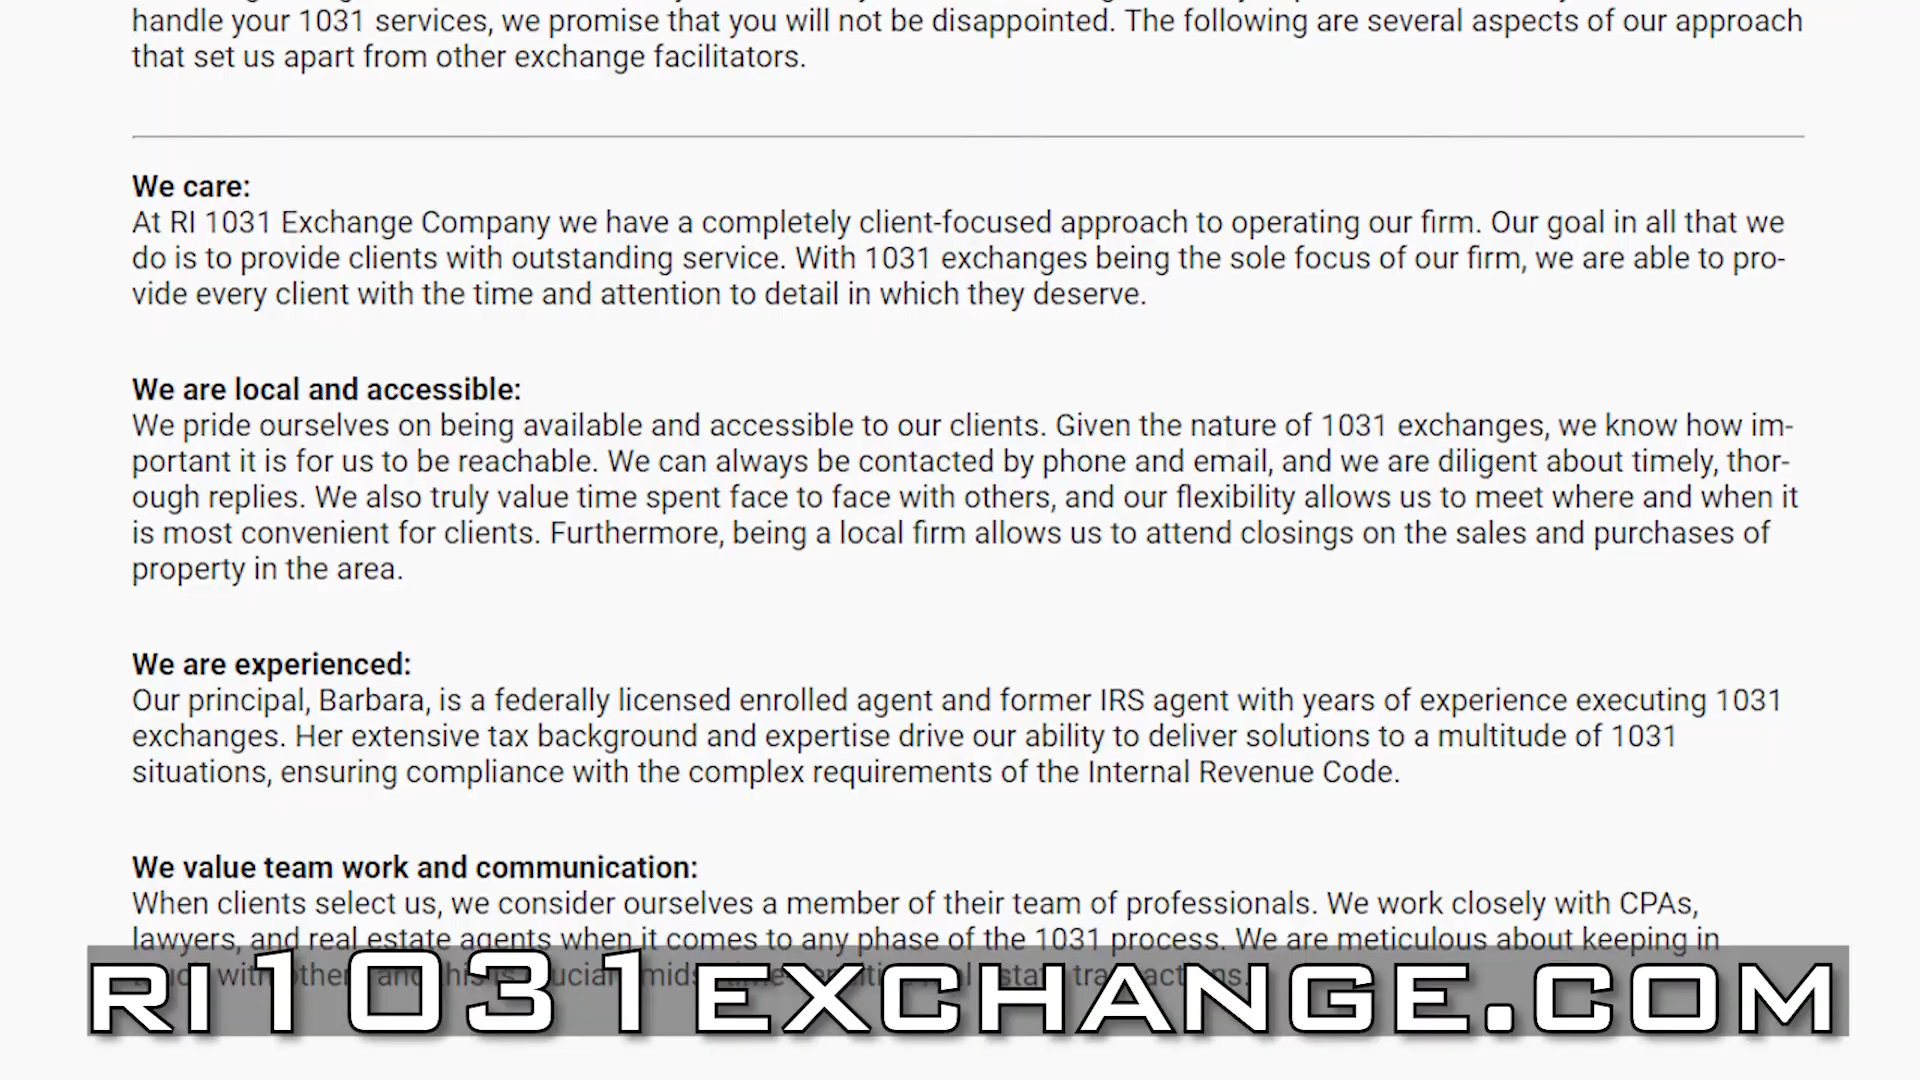 handle your 1031 services, we promise that you will not be disappointed. The following are several aspects of our approach
that set us apart from other exchange facilitators.
We care:
At RI 1031 Exchange Company we have a completely client-focused approach to operating our firm. Our goal in all that we
do is to provide clients with outstanding service. With 1031 exchanges being the sole focus of our firm, we are able to pro-
vide every client with the time and attention to detail in which they deserve.
We are local and accessible:
We pride ourselves on being available and accessible to our clients. Given the nature of 1031 exchanges, we know how im-
portant it is for us to be reachable. We can always be contacted by phone and email, and we are diligent about timely, thor-
ough replies. We also truly value time spent face to face with others, and our flexibility allows us to meet where and when it
is most convenient for clients. Furthermore, being a local firm allows us to attend closings on the sales and purchases of
property in the area.
We are experienced:
Our principal, Barbara, is a federally licensed enrolled agent and former IRS agent with years of experience executing 1031
exchanges. Her extensive tax background and expertise drive our ability to deliver solutions to a multitude of 1031
situations, ensuring compliance with the complex requirements of the Internal Revenue Code.
We value team work and communication:
When clients select us, we consider ourselves a member of their team of professionals. We work closely with CPAs,
lawyers, and real estate agents when it comes to any phase of the 1031 process. We are meticulous about keeping in
RI1031EXCHANGE.COM